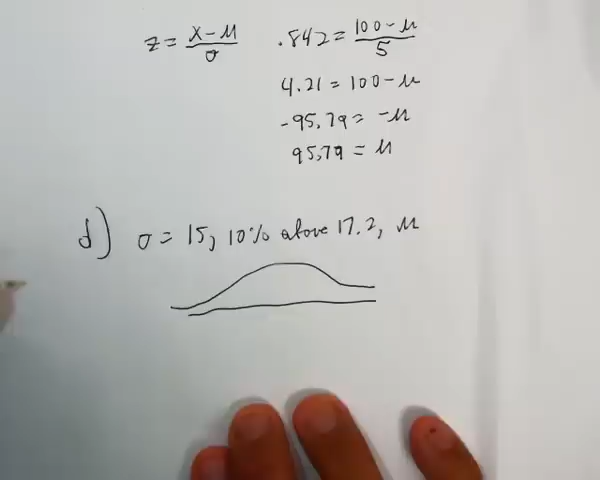 z = x-μ/σ .842 = 100-μ/5
4.21 = 100-μ
-95.79 = -μ
95.79 = μ
d) σ = 15, 10% above 17.2, μ